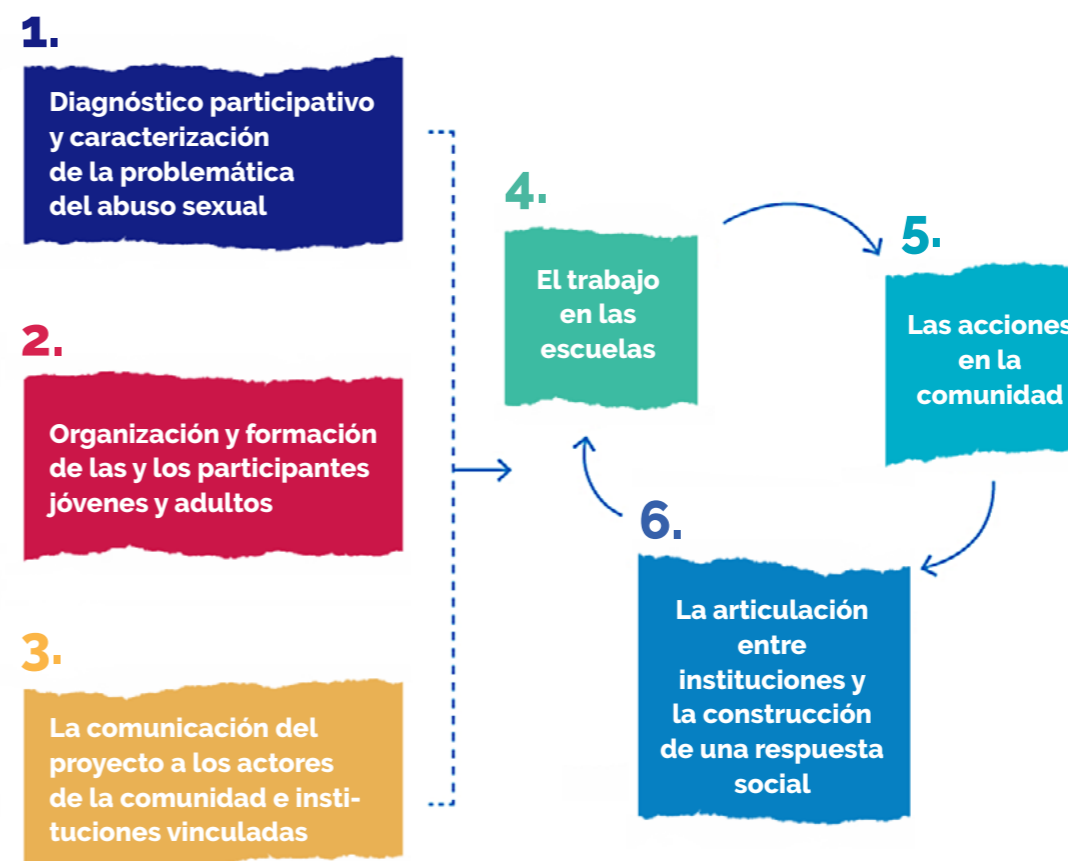 1.
Diagnóstico participativo
y caracterización
de la problemática
del abuso sexual
2.
Organización y formación
de las y los participantes
jóvenes y adultos
3.
La comunicación del
proyecto a los actores
de la comunidad e insti-
tuciones vinculadas
4.
El trabajo
en las
escuelas
5.
Las acciones
en la
comunidad
6.
La articulación
entre
instituciones y
la construcción
de una respuesta
social